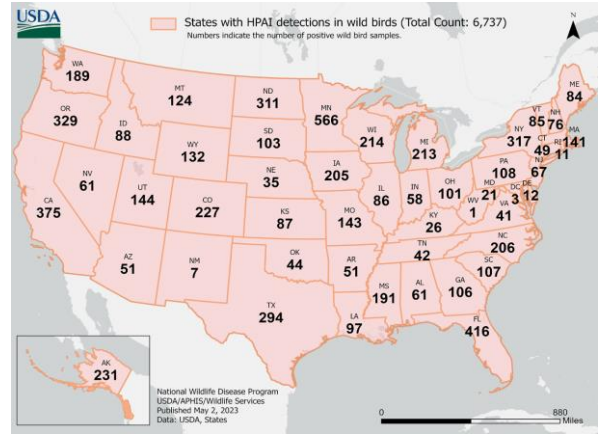 USDA
States with HPAI detections in wild birds (Total Count: 6,737)
Numbers indicate the number of positive wild bird samples.
N
WA
189
MT
124
ND
311
MN
566
ME
84
VT
85
NH
76
OR
329
ID
88
SD
103
WI
214
MI
213
NY
317
CT
49
RI
11
MA
141
WY
132
IA
205
PA
108
NJ
67
NV
61
UT
144
NE
35
IL
86
IN
58
OH
101
MD
21
DC
3
DE
12
CA
375
CO
227
KS
87
MO
143
KY
26
WV
1
VA
41
AZ
51
NM
7
OK
44
AR
51
TN
42
NC
206
SC
107
TX
294
LA
97
MS
191
AL
61
GA
106
FL
416
AK
231
National Wildlife Disease Program
USDA/APHIS/Wildlife Services
Published May 2, 2023
Data: USDA, States
0
880
Miles